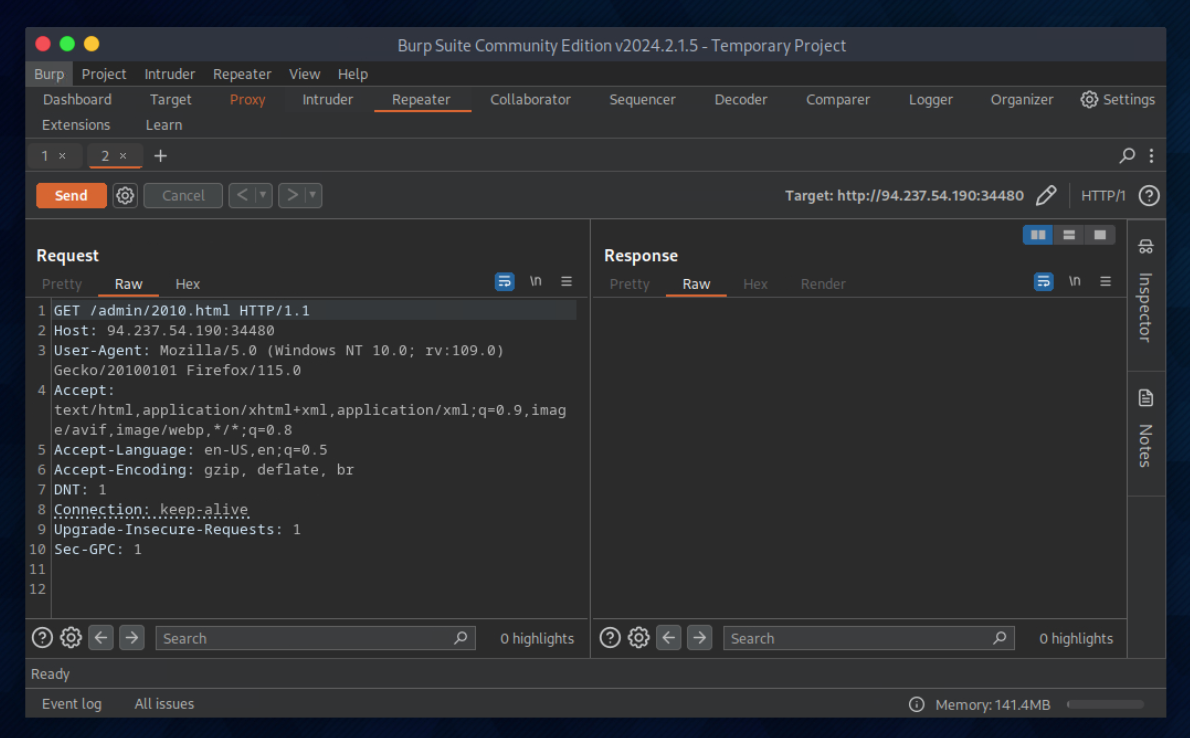 Burp Suite Community Edition v2024.2.1.5 - Temporary Project
Burp Project Intruder Repeater View Help
Dashboard Target Proxy Intruder Repeater Collaborator Sequencer Decoder Comparer Logger Organizer Settings
Extensions Learn
1 × 2 × +
Send Cancel < > Target: http://94.237.54.190:34480 HTTP/1 ?
Request
Pretty Raw Hex \n
1 GET /admin/2010.html HTTP/1.1
2 Host: 94.237.54.190:34480
3 User-Agent: Mozilla/5.0 (Windows NT 10.0; rv:109.0)
Gecko/20100101 Firefox/115.0
4 Accept:
text/html,application/xhtml+xml,application/xml;q=0.9,imag
e/avif,image/webp,*/*;q=0.8
5 Accept-Language: en-US,en;q=0.5
6 Accept-Encoding: gzip, deflate, br
7 DNT: 1
8 Connection: keep-alive
9 Upgrade-Insecure-Requests: 1
10 Sec-GPC: 1
11
12
? Search 0 highlights
Response
Pretty Raw Hex Render \n
? Search 0 highlights
Inspector
Notes
Ready
Event log All issues Memory: 141.4MB